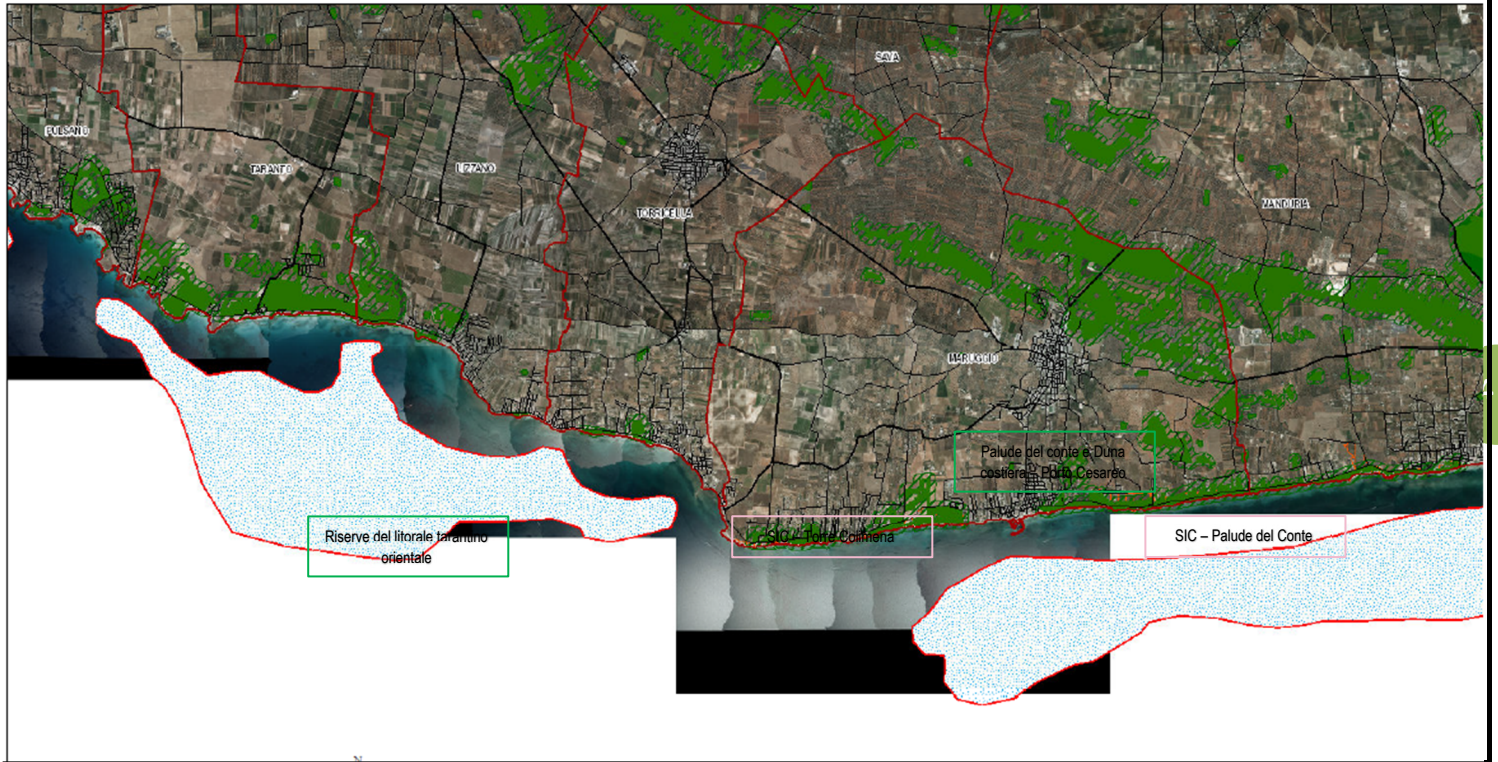 SAVA
PULSANO
TARANTO
LIZZANO
TORRICELLA
MANDURIA
MARUGGIO
Palude del conte e Duna
costiera – Porto Cesareo
SIC – Torre Colimena
SIC – Palude del Conte
Riserve del litorale tarantino
orientale
N